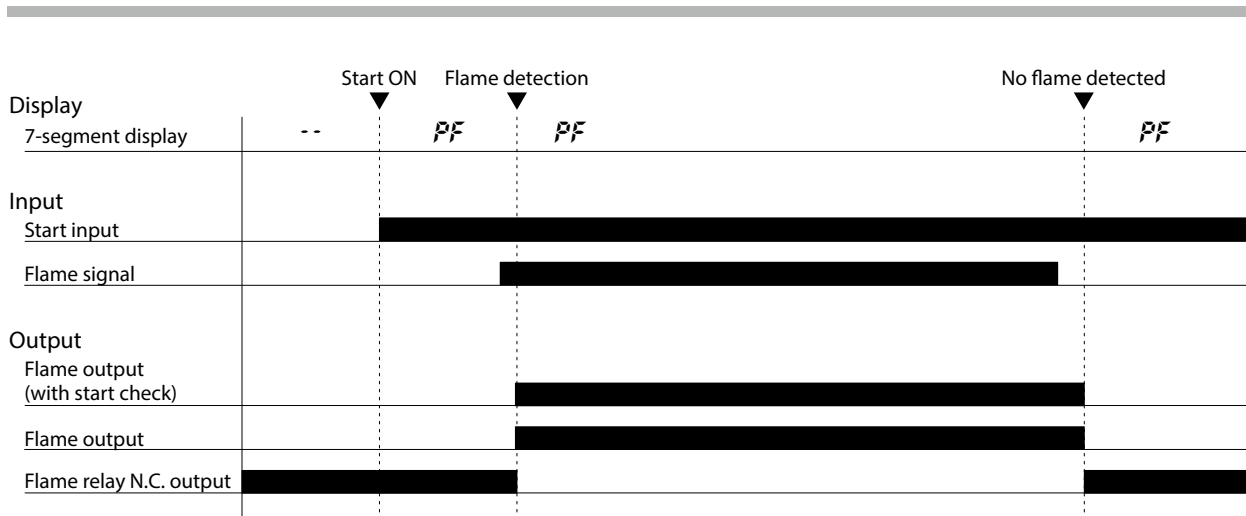 Start ON Flame detection No flame detected
Display
7-segment display -- PF PF PF
Input
Start input
Flame signal
Output
Flame output
(with start check)
Flame output
Flame relay N.C. output